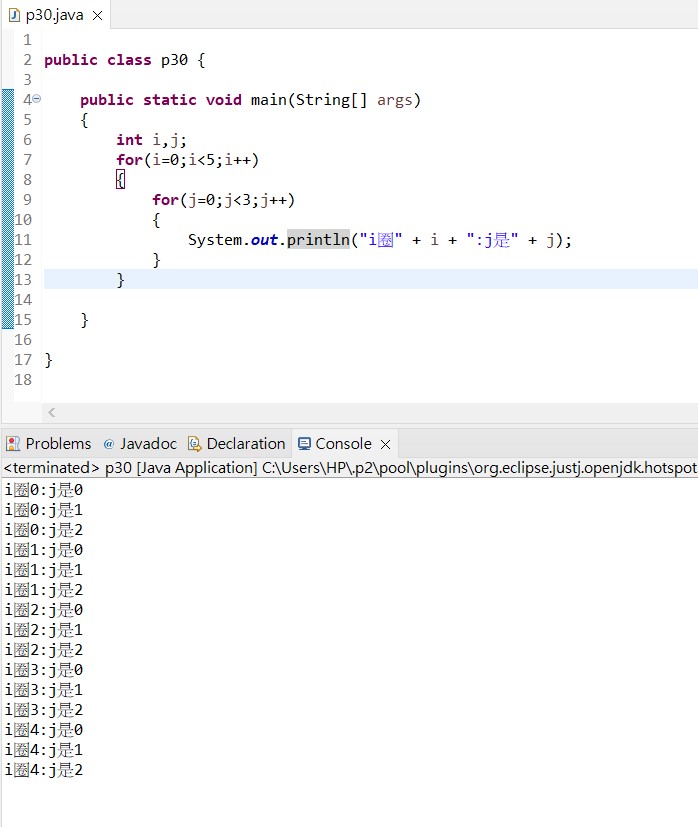 p30.java
1
2 public class p30 {
3
4 public static void main(String[] args)
5 {
6 int i,j;
7 for(i=0;i<5;i++)
8 {
9 for(j=0;j<3;j++)
10 {
11 System.out.println("i圈" + i + ":j是" + j);
12 }
13 }
14
15 }
16
17 }
18
Problems @ Javadoc Declaration Console
<terminated> p30 [Java Application] C:\Users\HP\.p2\pool\plugins\org.eclipse.justj.openjdk.hotspot
i圈0:j是0
i圈0:j是1
i圈0:j是2
i圈1:j是0
i圈1:j是1
i圈1:j是2
i圈2:j是0
i圈2:j是1
i圈2:j是2
i圈3:j是0
i圈3:j是1
i圈3:j是2
i圈4:j是0
i圈4:j是1
i圈4:j是2